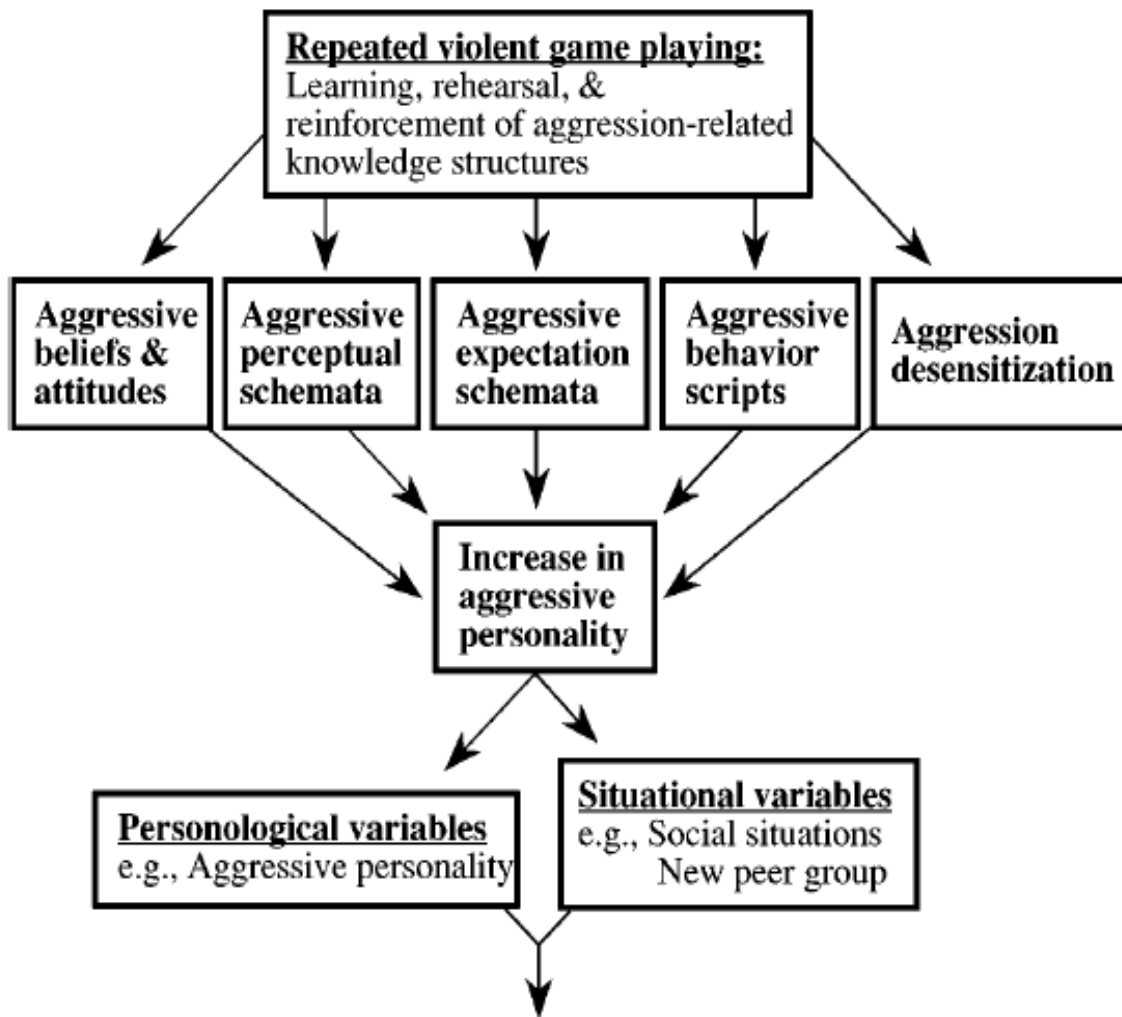 Repeated violent game playing:
Learning, rehearsal, &
reinforcement of aggression-related
knowledge structures
Aggressive
beliefs &
attitudes
Aggressive
perceptual
schemata
Aggressive
expectation
schemata
Aggressive
behavior
scripts
Aggression
desensitization
Increase in
aggressive
personality
Personological variables
e.g., Aggressive personality
Situational variables
e.g., Social situations
New peer group